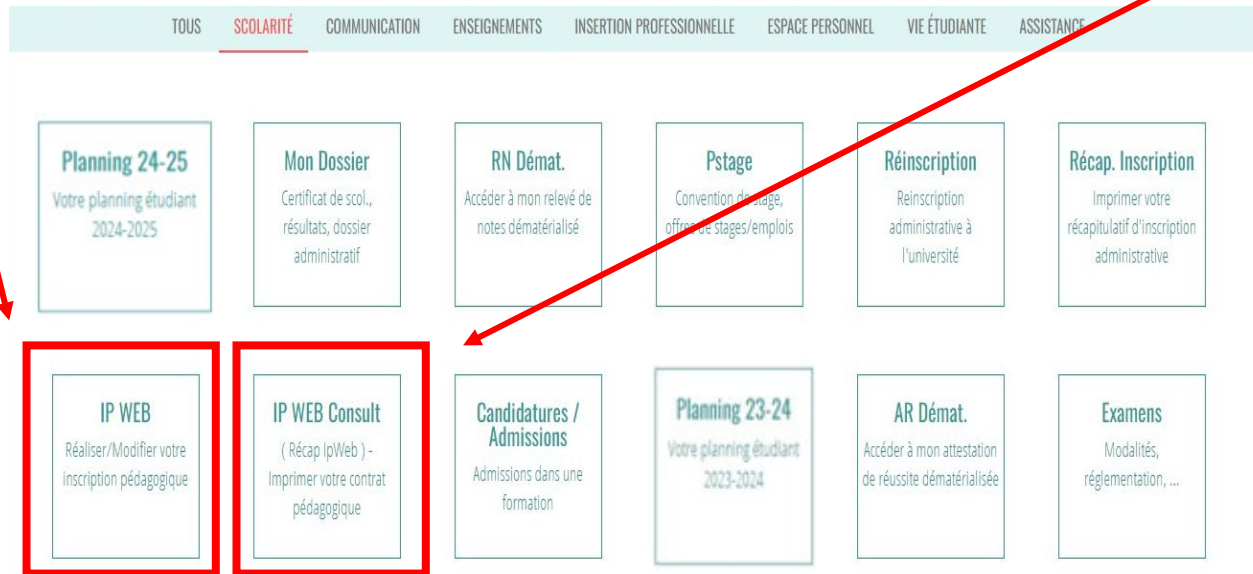 TOUS SCOLARITÉ COMMUNICATION ENSEIGNEMENTS INSERTION PROFESSIONNELLE ESPACE PERSONNEL VIE ÉTUDIANTE ASSISTANCE
Planning 24-25
Votre planning étudiant
2024-2025
Mon Dossier
Certificat de scol.,
résultats, dossier
administratif
RN Démat.
Accéder à mon relevé de
notes dématérialisé
Pstage
Convention de stage,
offres de stages/emplois
Réinscription
Reinscription
administrative à
l'université
Récap. Inscription
Imprimer votre
récapitulatif d'inscription
administrative
IP WEB
Réaliser/Modifier votre
inscription pédagogique
IP WEB Consult
( Récap IpWeb ) -
Imprimer votre contrat
pédagogique
Candidatures /
Admissions
Admissions dans une
formation
Planning 23-24
Votre planning étudiant
2023-2024
AR Démat.
Accéder à mon attestation
de réussite dématérialisée
Examens
Modalités,
réglementation, ...